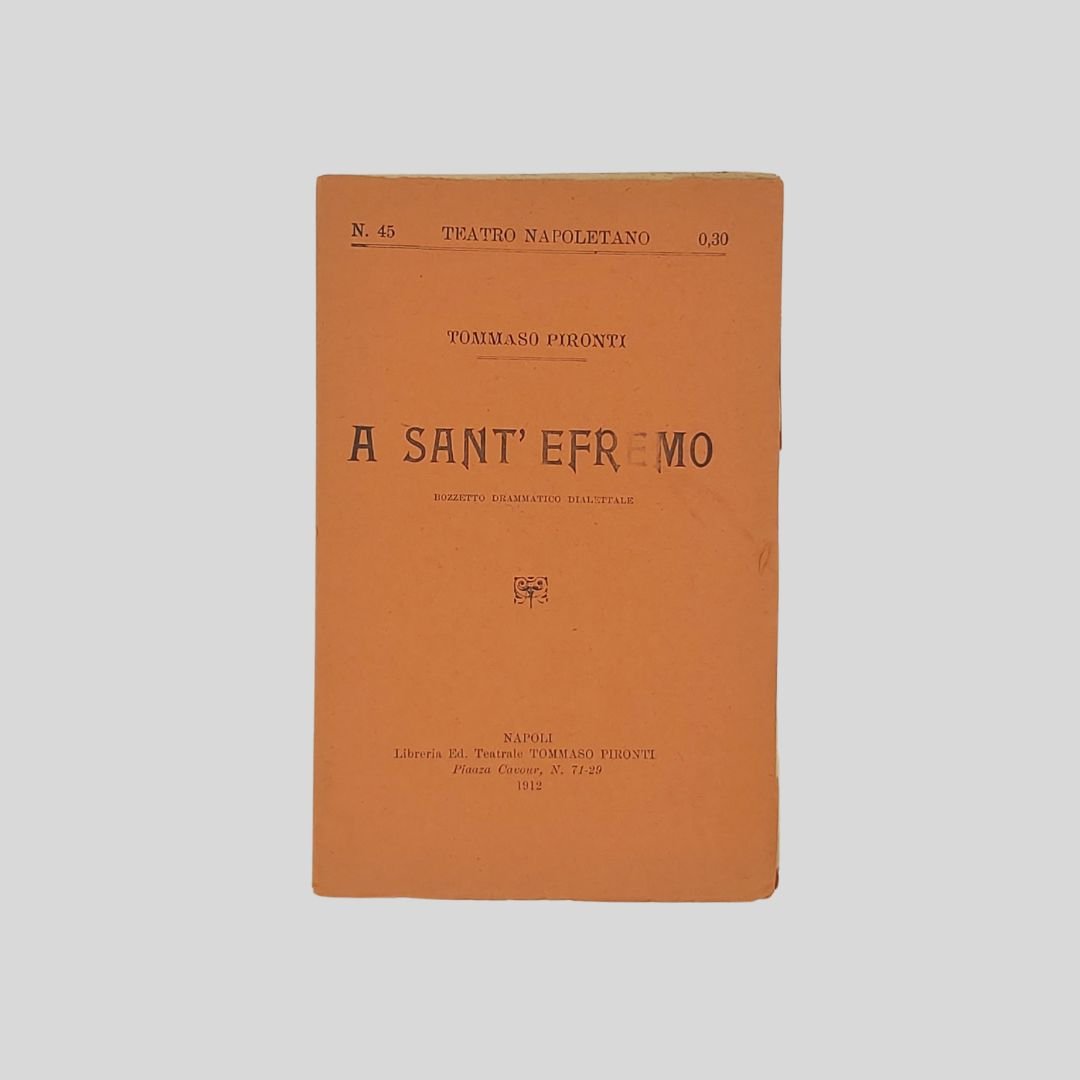 N. 45 TEATRO NAPOLETANO 0,30
TOMMASO PIRONTI
A SANT' EFREMO
BOZZETTO DRAMMATICO DIALETTALE
NAPOLI
Libreria Ed. Teatrale TOMMASO PIRONTI
Piaaza Cavour, N. 71-29
1912